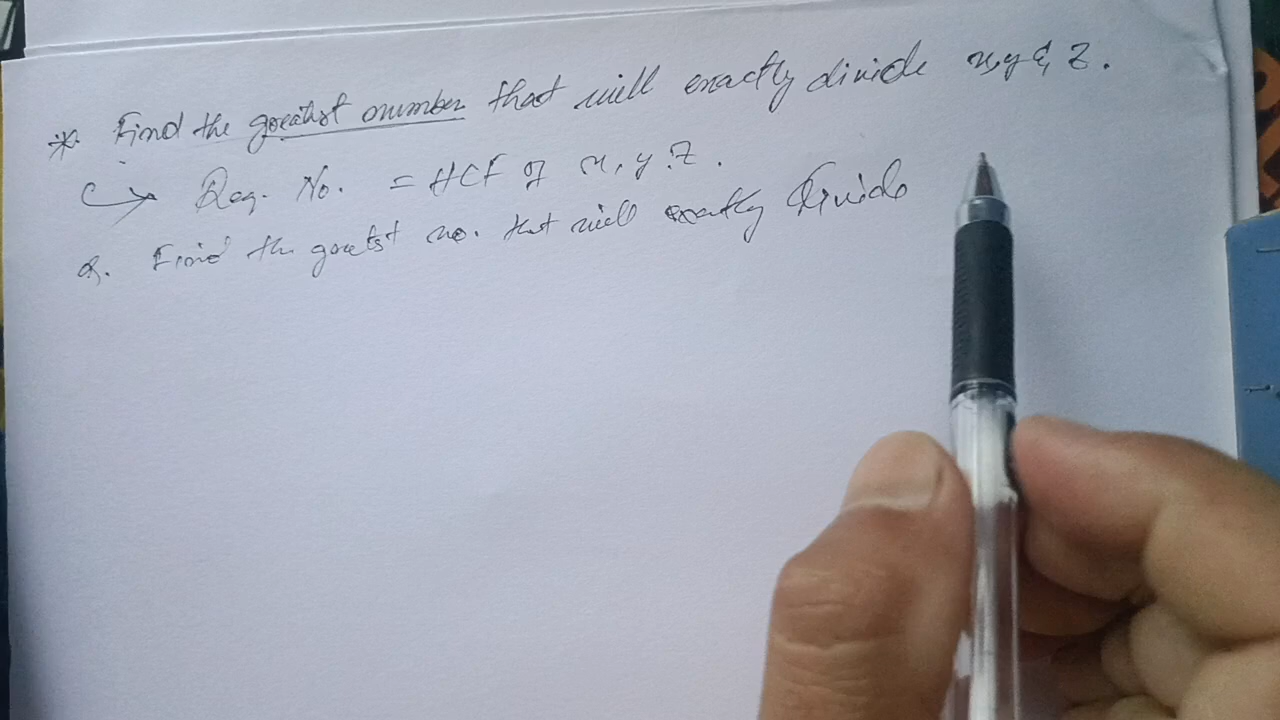 * Find the greatest number that will exactly divide x, y & z.
↪ Req. No. = HCF of x, y. z.
Q. Find the greatst no. that will exactly divide